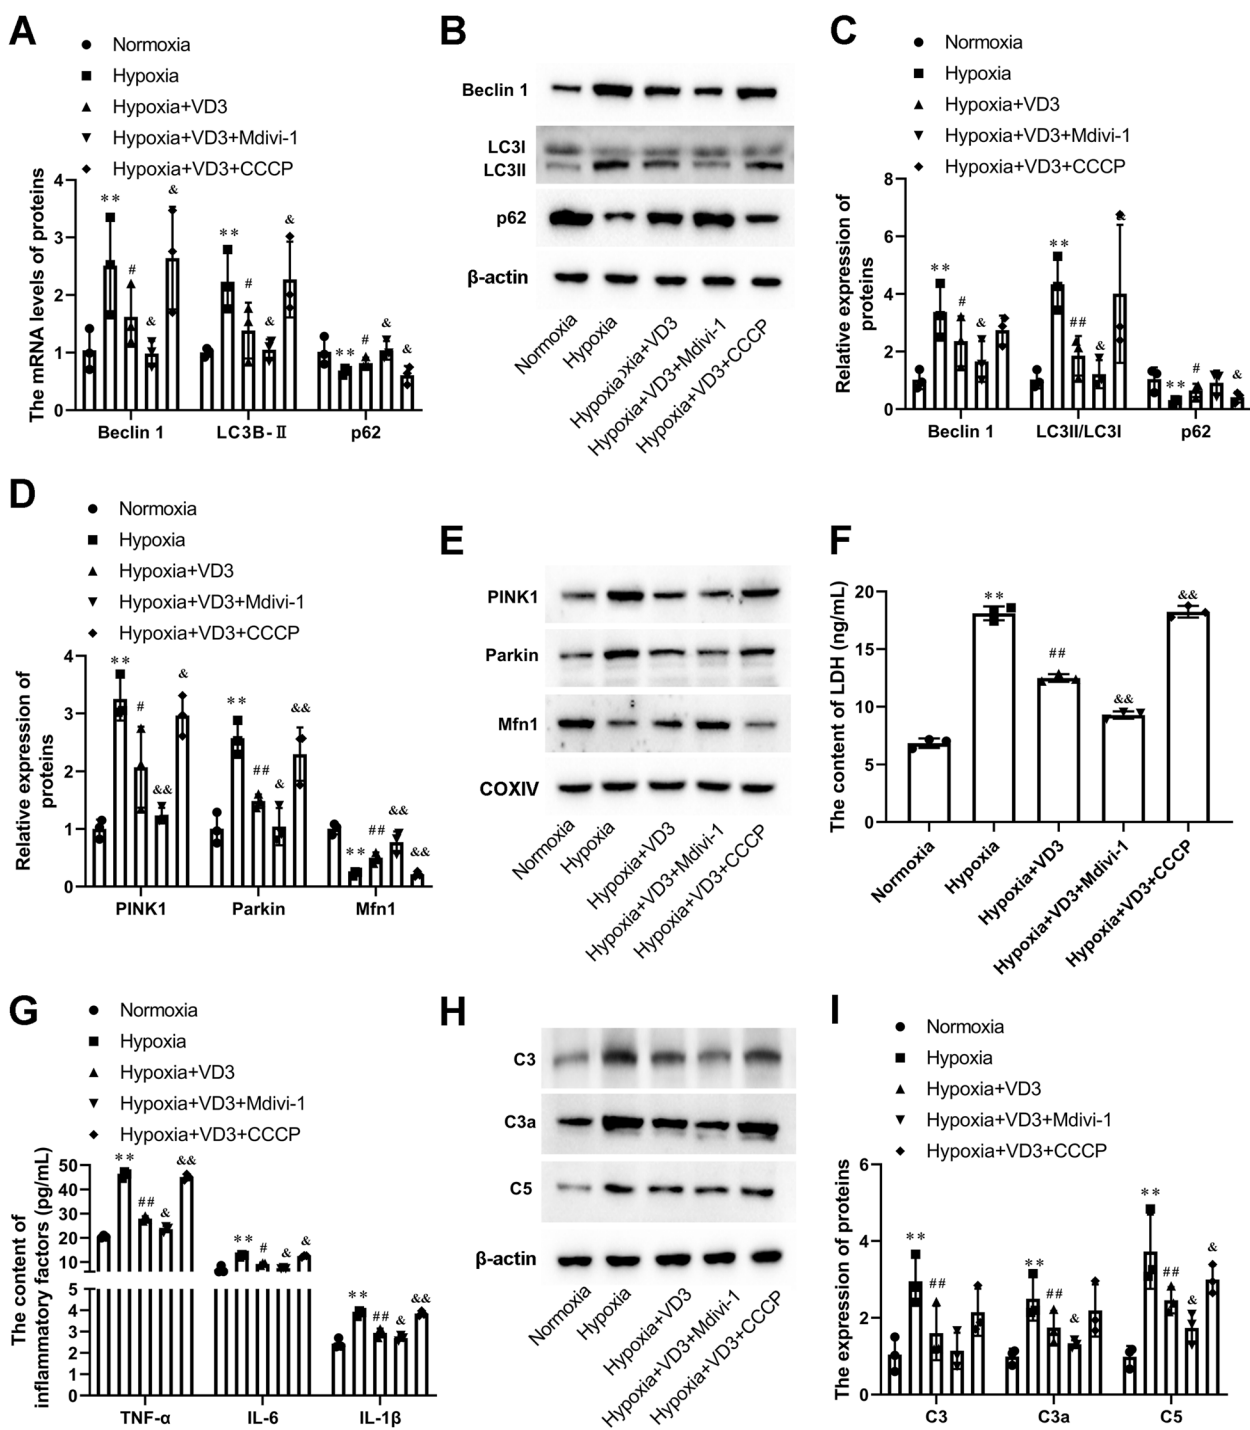 A
Normoxia
Hypoxia
Hypoxia+VD3
Hypoxia+VD3+Mdivi-1
Hypoxia+VD3+CCCP
The mRNA levels of proteins
4
3
2
1
0
** # & &
** # & &
** # & &
Beclin 1 LC3B-Ⅱ p62
B
Beclin 1
LC3I
LC3II
p62
β-actin
Normoxia
Hypoxia
Hypoxia+VD3
Hypoxia+VD3+Mdivi-1
Hypoxia+VD3+CCCP
C
Normoxia
Hypoxia
Hypoxia+VD3
Hypoxia+VD3+Mdivi-1
Hypoxia+VD3+CCCP
Relative expression of
proteins
8
6
4
2
0
** # &
** ## & &
** # &
Beclin 1 LC3II/LC3I p62
D
Normoxia
Hypoxia
Hypoxia+VD3
Hypoxia+VD3+Mdivi-1
Hypoxia+VD3+CCCP
Relative expression of
proteins
4
3
2
1
0
** # && &
** ## & &&
** ## && &&
PINK1 Parkin Mfn1
E
PINK1
Parkin
Mfn1
COXIV
Normoxia
Hypoxia
Hypoxia+VD3
Hypoxia+VD3+Mdivi-1
Hypoxia+VD3+CCCP
F
The content of LDH (ng/mL)
20
15
10
5
0
** ## && &&
Normoxia
Hypoxia
Hypoxia+VD3
Hypoxia+VD3+Mdivi-1
Hypoxia+VD3+CCCP
G
Normoxia
Hypoxia
Hypoxia+VD3
Hypoxia+VD3+Mdivi-1
Hypoxia+VD3+CCCP
The content of
inflammatory factors (pg/mL)
50
40
30
20
10
5
4
3
2
1
0
** ## & &&
** # & &
** ## & &&
TNF-α IL-6 IL-1β
H
C3
C3a
C5
β-actin
Normoxia
Hypoxia
Hypoxia+VD3
Hypoxia+VD3+Mdivi-1
Hypoxia+VD3+CCCP
I
Normoxia
Hypoxia
Hypoxia+VD3
Hypoxia+VD3+Mdivi-1
Hypoxia+VD3+CCCP
The expression of proteins
6
4
2
0
** ##
** ## &
** ## & &
C3 C3a C5